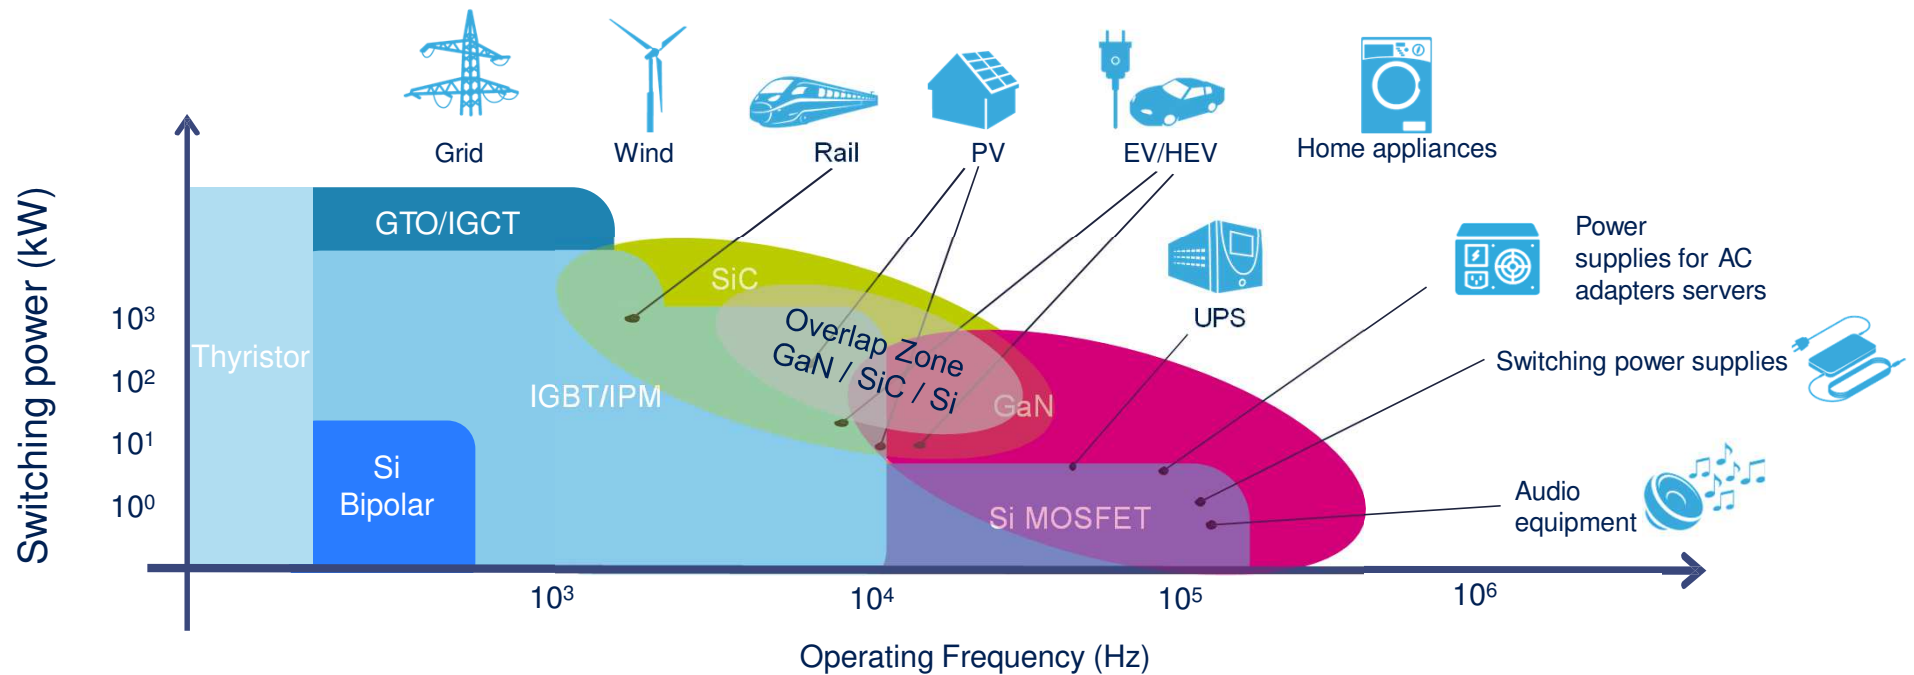 Grid
Wind
Rail
PV
EV/HEV
Home appliances
GTO/IGCT
SiC
UPS
Power
supplies for AC
adapters servers
Switching power (kW)
10³
10²
10¹
10⁰
Thyristor
IGBT/IPM
Overlap Zone
GaN / SiC / Si
GaN
Switching power supplies
Si
Bipolar
Si MOSFET
Audio
equipment
10³
10⁴
10⁵
10⁶
Operating Frequency (Hz)